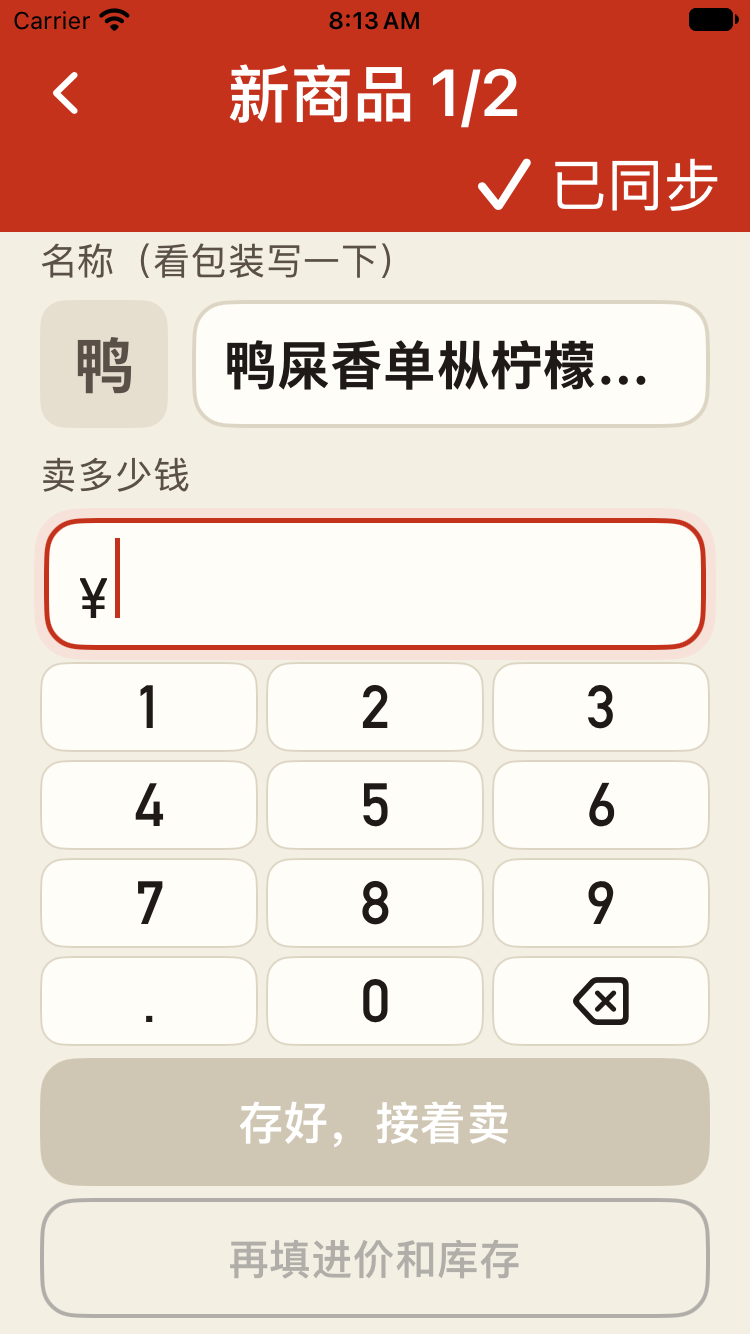 Carrier 8:13 AM
新商品 1/2
已同步
名称（看包装写一下）
鸭
鸭屎香单枞柠檬...
卖多少钱
¥
1 2 3
4 5 6
7 8 9
. 0
存好，接着卖
再填进价和库存